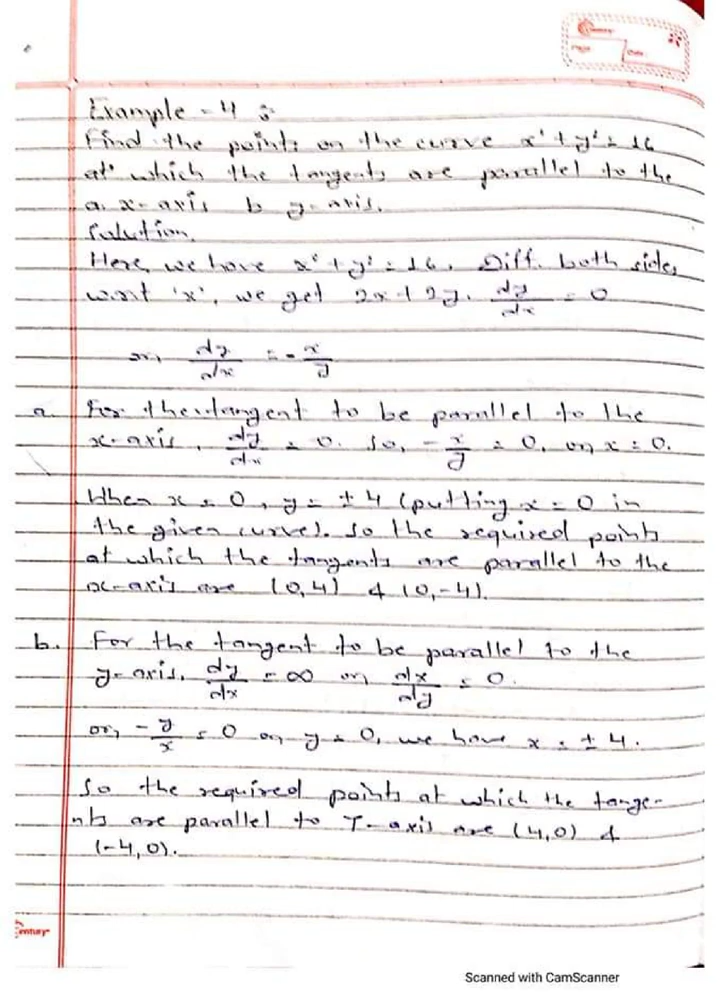 Example - 4 :
Find the points on the curve x² + y² = 16
at which the tangents are parallel to the
a. x-axis b y-axis.
Solution,
Here, we have x² + y² = 16. Diff. both sides
w.r.t 'x', we get 2x + 2y. dy/dx = 0
or, dy/dx = - x/y
a. For the tangent to be parallel to the
x-axis, dy/dx = 0. So, - x/y = 0, or x = 0.
When x = 0, y = ± 4 (putting x = 0 in
the given curve). So the required points
at which the tangents are parallel to the
x-axis are (0,4) & (0,-4).
b. For the tangent to be parallel to the
y-axis, dy/dx = ∞ or, dx/dy = 0.
or, - y/x = 0 or y = 0, we have x = ± 4.
So the required points at which the tange-
nts are parallel to Y-axis are (4,0) &
(-4,0).
entury
Scanned with CamScanner